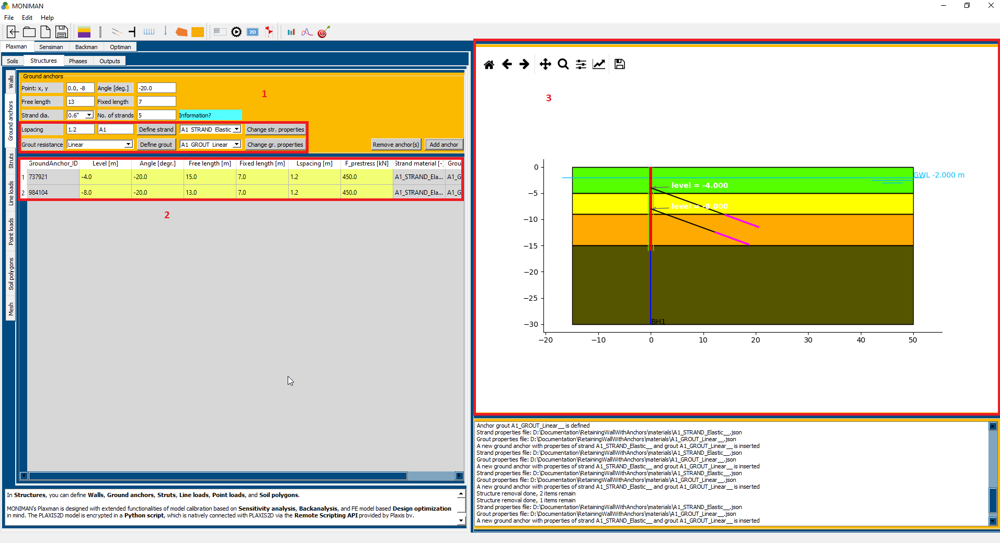 MONIMAN
File Edit Help
2D
Plaxman Sensiman Backman Optiman
Soils Structures Phases Outputs
Walls
Ground anchors
Struts
Line loads
Point loads
Soil polygons
Mesh
Ground anchors
Point: x, y 0.0, -8 Angle [deg.] -20.0
1
Free length 13 Fixed length 7
Strand dia. 0.6" No. of strands 5 Information?
Lspacing 1.2 A1 Define strand A1_STRAND_Elastic Change str. properties
Grout resistance Linear Define grout A1_GROUT_Linear Change gr. properties Remove anchor(s) Add anchor
GroundAnchor_ID Level [m] Angle [degr.] Free length [m] Fixed length [m] Lspacing [m] F_prestress [kN] Strand material [-] Grou
1 737921 -4.0 -20.0 15.0 7.0 1.2 450.0 A1_STRAND_Ela... A1_G
2 984104 -8.0 -20.0 13.0 7.0 1.2 450.0 A1_STRAND_Ela... A1_G
2
In Structures, you can define Walls, Ground anchors, Struts, Line loads, Point loads, and Soil polygons.
MONIMAN's Plaxman is designed with extended functionalities of model calibration based on Sensitivity analysis, Backanalysis, and FE model based Design optimization
in mind. The PLAXIS2D model is encrypted in a Python script, which is natively connected with PLAXIS2D via the Remote Scripting API provided by Plaxis bv.
3
0
−5
−10
−15
−20
−25
−30
GWL -2.000 m
level = -4.000
level = -8.000
BH1
−20 −10 0 10 20 30 40 50
Anchor grout A1_GROUT_Linear__ is defined
Strand properties file: D:\Documentation\RetainingWallWithAnchors\materials\A1_STRAND_Elastic__.json
Grout properties file: D:\Documentation\RetainingWallWithAnchors\materials\A1_GROUT_Linear__.json
A new ground anchor with properties of strand A1_STRAND_Elastic__ and grout A1_GROUT_Linear__ is inserted
Strand properties file: D:\Documentation\RetainingWallWithAnchors\materials\A1_STRAND_Elastic__.json
Grout properties file: D:\Documentation\RetainingWallWithAnchors\materials\A1_GROUT_Linear__.json
A new ground anchor with properties of strand A1_STRAND_Elastic__ and grout A1_GROUT_Linear__ is inserted
Strand properties file: D:\Documentation\RetainingWallWithAnchors\materials\A1_STRAND_Elastic__.json
Grout properties file: D:\Documentation\RetainingWallWithAnchors\materials\A1_GROUT_Linear__.json
A new ground anchor with properties of strand A1_STRAND_Elastic__ and grout A1_GROUT_Linear__ is inserted
Structure removal done, 2 items remain
Structure removal done, 1 items remain
Strand properties file: D:\Documentation\RetainingWallWithAnchors\materials\A1_STRAND_Elastic__.json
Grout properties file: D:\Documentation\RetainingWallWithAnchors\materials\A1_GROUT_Linear__.json
A new ground anchor with properties of strand A1_STRAND_Elastic__ and grout A1_GROUT_Linear__ is inserted